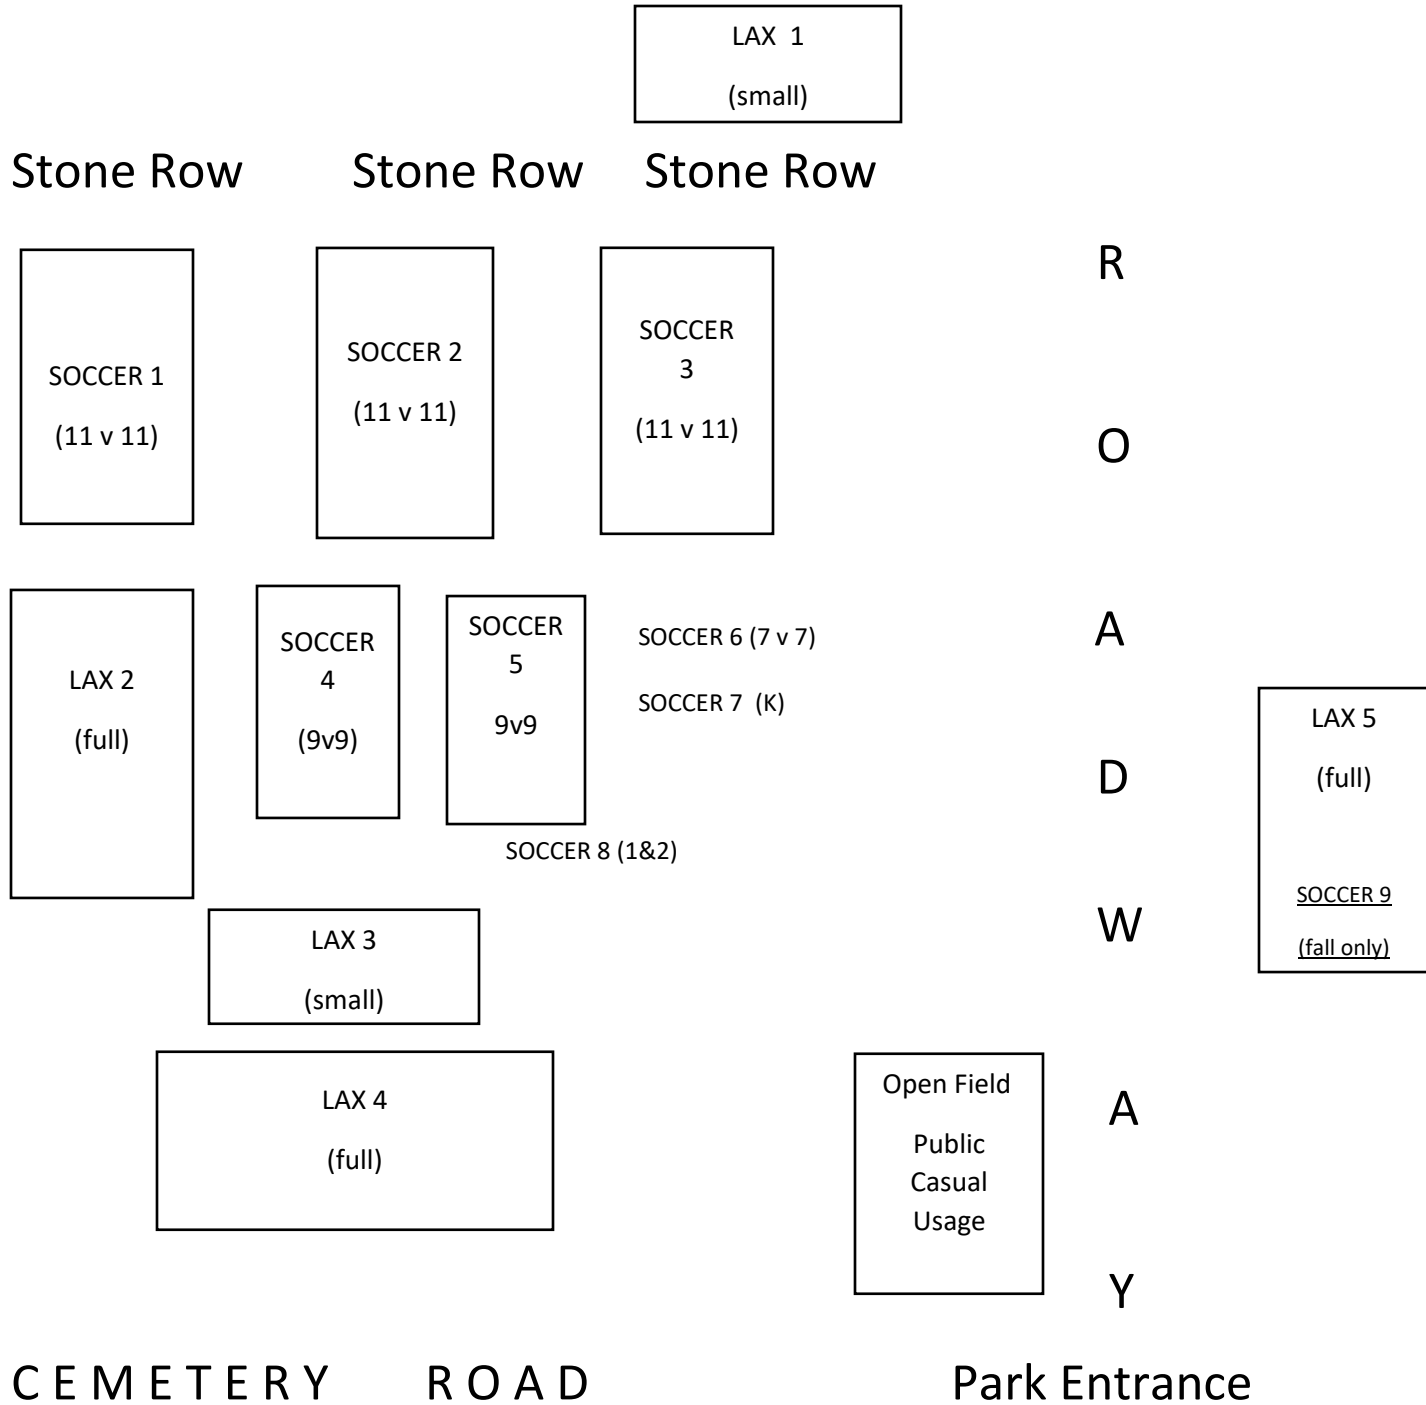 LAX  1
(small)
Stone Row
Stone Row
Stone Row
SOCCER 1
(11 v 11)
SOCCER 2
(11 v 11)
SOCCER
3
(11 v 11)
R
O
A
D
W
A
Y
LAX 2
(full)
SOCCER
4
(9v9)
SOCCER
5
9v9
SOCCER 6 (7 v 7)
SOCCER 7  (K)
SOCCER 8 (1&2)
LAX 5
(full)
SOCCER 9
(fall only)
LAX 3
(small)
LAX 4
(full)
Open Field
Public
Casual
Usage
C E M E T E R Y     R O A D
Park Entrance